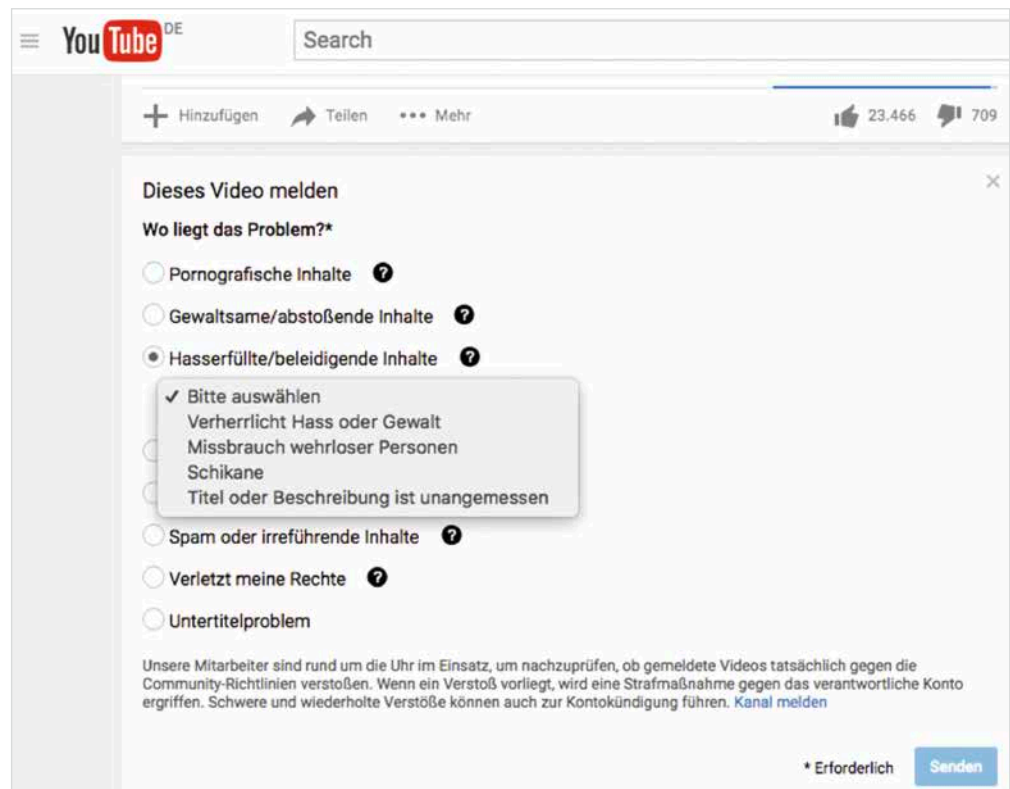 YouTube DE
Search
Hinzufügen Teilen Mehr 23.466 709
Dieses Video melden
Wo liegt das Problem?*
Pornografische Inhalte
Gewaltsame/abstoßende Inhalte
Hasserfüllte/beleidigende Inhalte
✓ Bitte auswählen
Verherrlicht Hass oder Gewalt
Missbrauch wehrloser Personen
Schikane
Titel oder Beschreibung ist unangemessen
Spam oder irreführende Inhalte
Verletzt meine Rechte
Untertitelproblem
Unsere Mitarbeiter sind rund um die Uhr im Einsatz, um nachzuprüfen, ob gemeldete Videos tatsächlich gegen die
Community-Richtlinien verstoßen. Wenn ein Verstoß vorliegt, wird eine Strafmaßnahme gegen das verantwortliche Konto
ergriffen. Schwere und wiederholte Verstöße können auch zur Kontokündigung führen. Kanal melden
* Erforderlich Senden